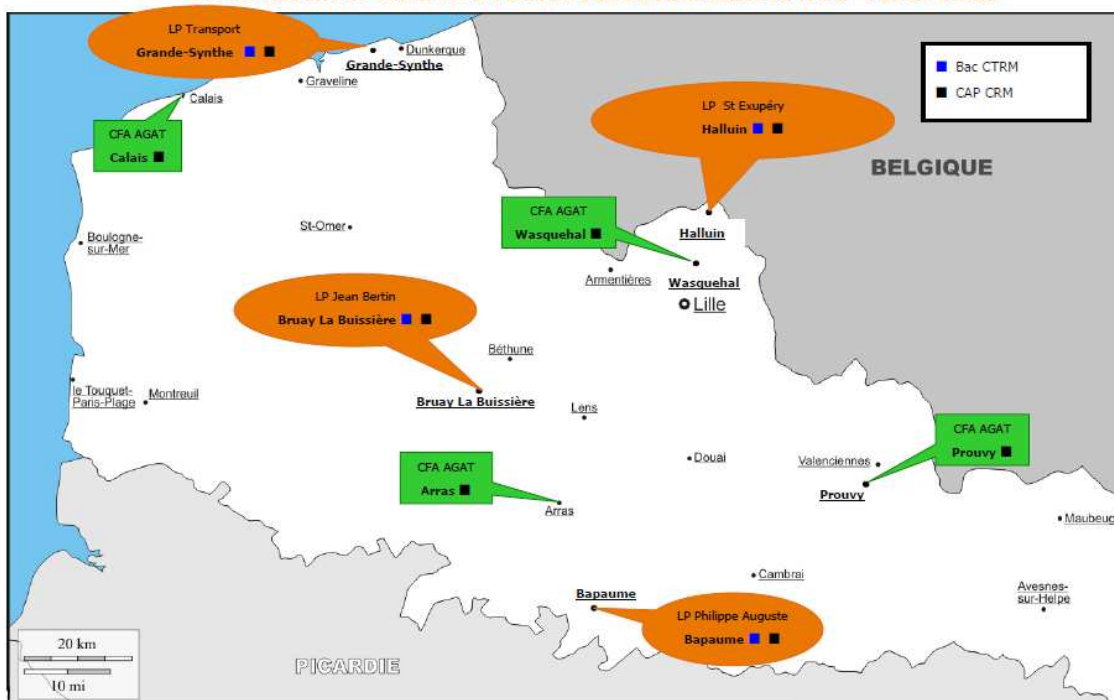 LP Transport
Grande-Synthe
Dunkerque
Grande-Synthe
Graveline
Calais
CFA AGAT
Calais
Bac CTRM
CAP CRM
LP St Exupéry
Halluin
BELGIQUE
CFA AGAT
Wasquehal
St-Omer
Boulogne-
sur-Mer
Halluin
Armentières
Wasquehal
Lille
LP Jean Bertin
Bruay La Buissière
Béthune
le Touquet-
Paris-Plage
Montreuil
Bruay La Buissière
Lens
CFA AGAT
Prouvy
CFA AGAT
Arras
Douai
Valenciennes
Prouvy
Arras
Maubeug
Cambrai
Avesnes-
sur-Helpe
Bapaume
LP Philippe Auguste
Bapaume
20 km
10 mi
PICARDIE